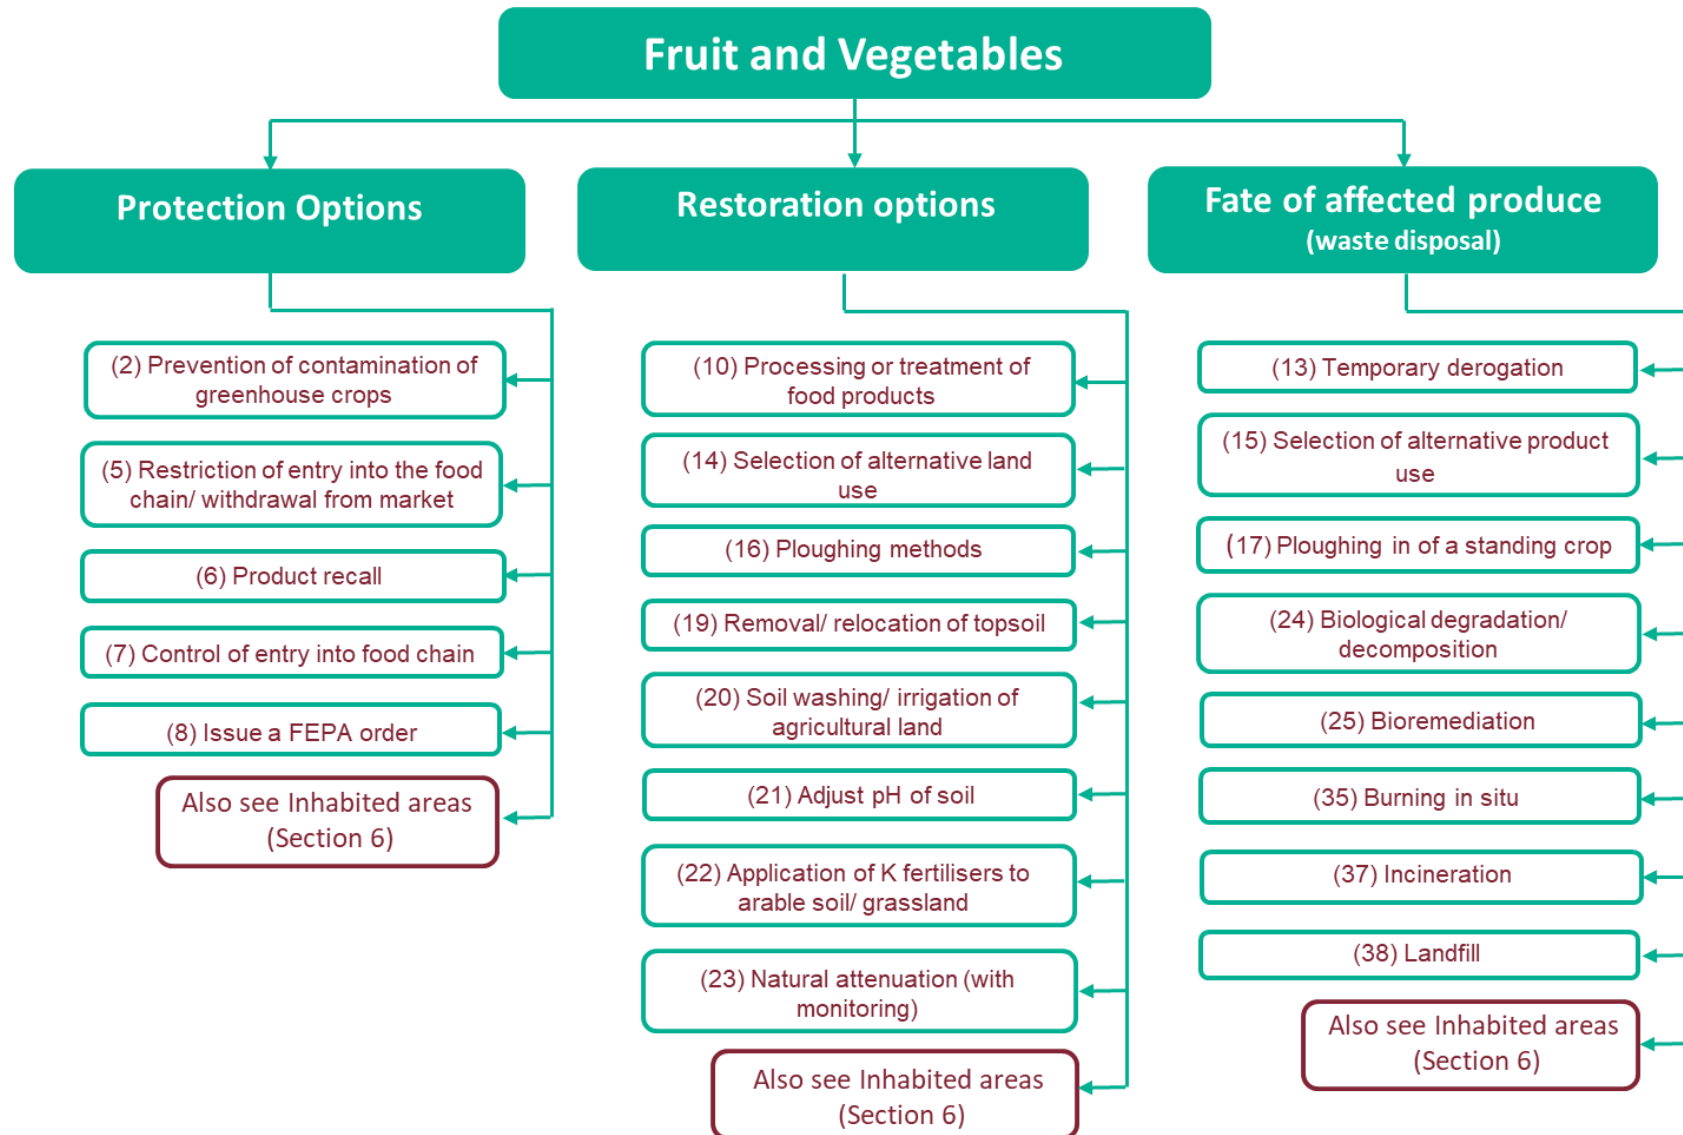 Fruit and Vegetables
Protection Options
(2) Prevention of contamination of
greenhouse crops
(5) Restriction of entry into the food
chain/ withdrawal from market
(6) Product recall
(7) Control of entry into food chain
(8) Issue a FEPA order
Also see Inhabited areas
(Section 6)
Restoration options
(10) Processing or treatment of
food products
(14) Selection of alternative land
use
(16) Ploughing methods
(19) Removal/ relocation of topsoil
(20) Soil washing/ irrigation of
agricultural land
(21) Adjust pH of soil
(22) Application of K fertilisers to
arable soil/ grassland
(23) Natural attenuation (with
monitoring)
Also see Inhabited areas
(Section 6)
Fate of affected produce
(waste disposal)
(13) Temporary derogation
(15) Selection of alternative product
use
(17) Ploughing in of a standing crop
(24) Biological degradation/
decomposition
(25) Bioremediation
(35) Burning in situ
(37) Incineration
(38) Landfill
Also see Inhabited areas
(Section 6)